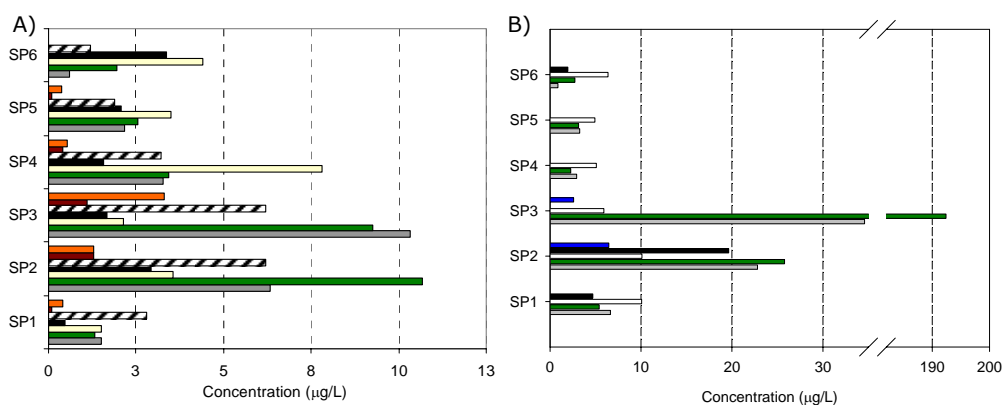 A)
SP6
SP5
SP4
SP3
SP2
SP1
0 3 5 8 10 13
Concentration (μg/L)
B)
SP6
SP5
SP4
SP3
SP2
SP1
0 10 20 30 190 200
Concentration (μg/L)